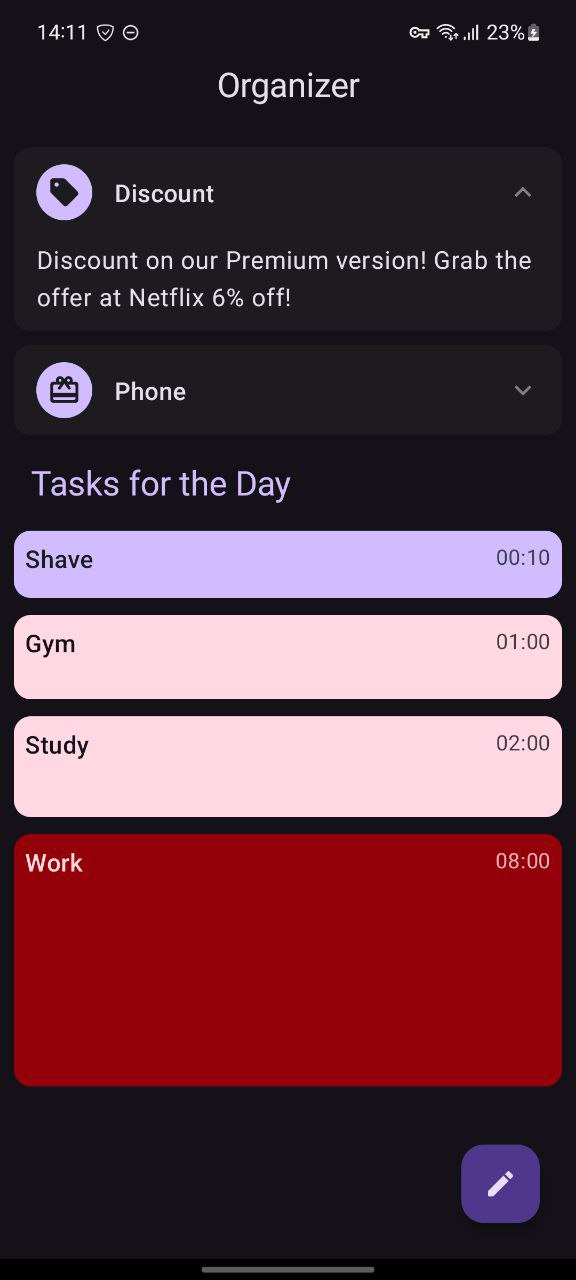 14:11 23%
Organizer
Discount
Discount on our Premium version! Grab the
offer at Netflix 6% off!
Phone
Tasks for the Day
Shave 00:10
Gym 01:00
Study 02:00
Work 08:00